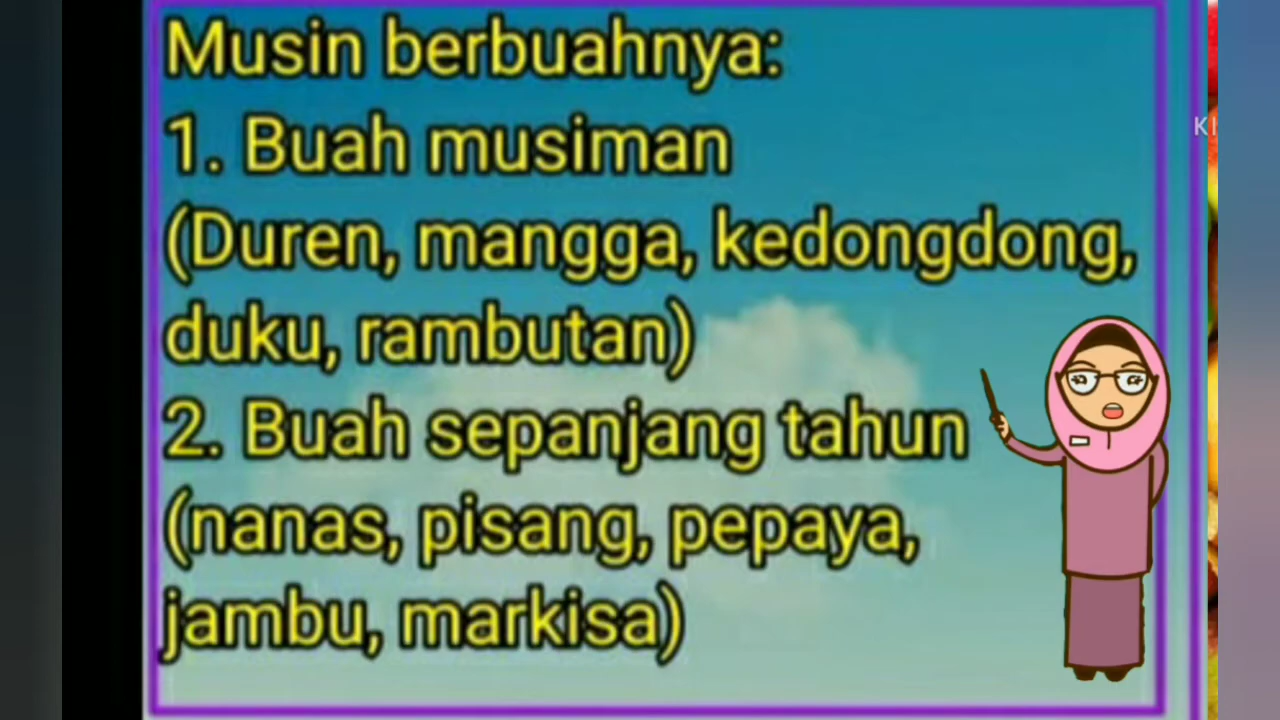 Musin berbuahnya:
1. Buah musiman
(Duren, mangga, kedongdong,
duku, rambutan)
2. Buah sepanjang tahun
(nanas, pisang, pepaya,
jambu, markisa)